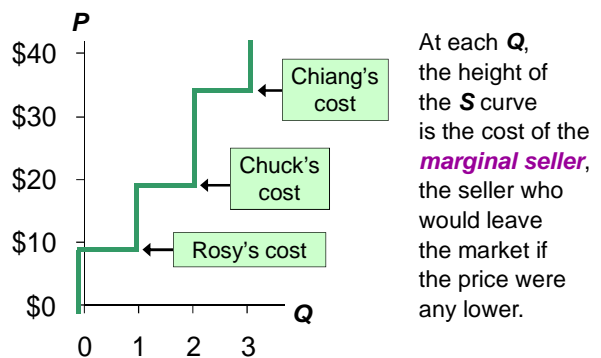 P
$40
$30
$20
$10
$0
Chiang's
cost
Chuck's
cost
Rosy's cost
Q
0 1 2 3
At each Q,
the height of
the S curve
is the cost of the
marginal seller,
the seller who
would leave
the market if
the price were
any lower.